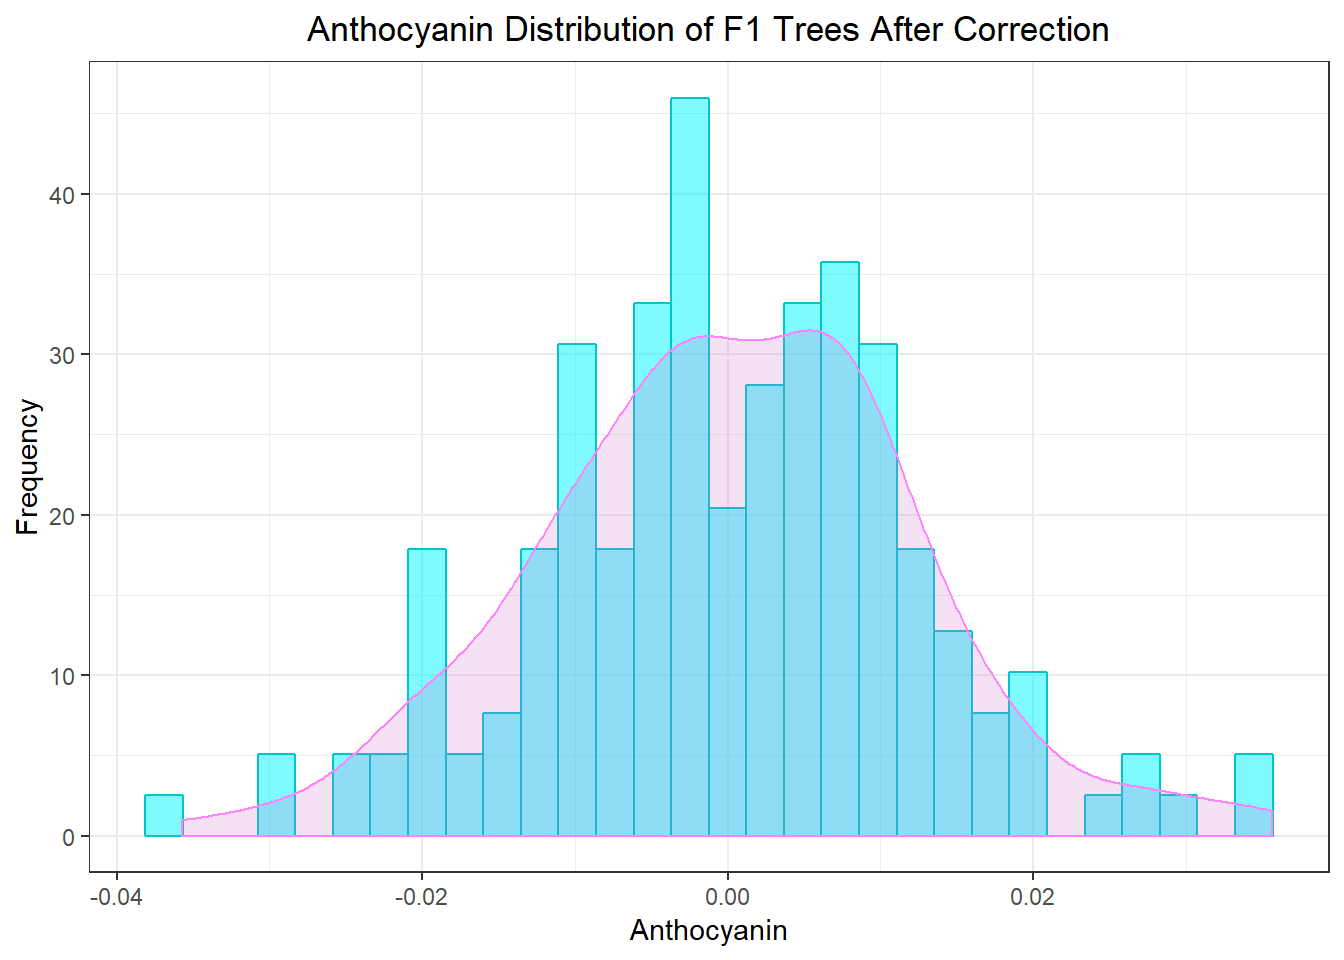 Anthocyanin Distribution of F1 Trees After Correction
Frequency
40
30
20
10
0
-0.04 -0.02 0.00 0.02
Anthocyanin